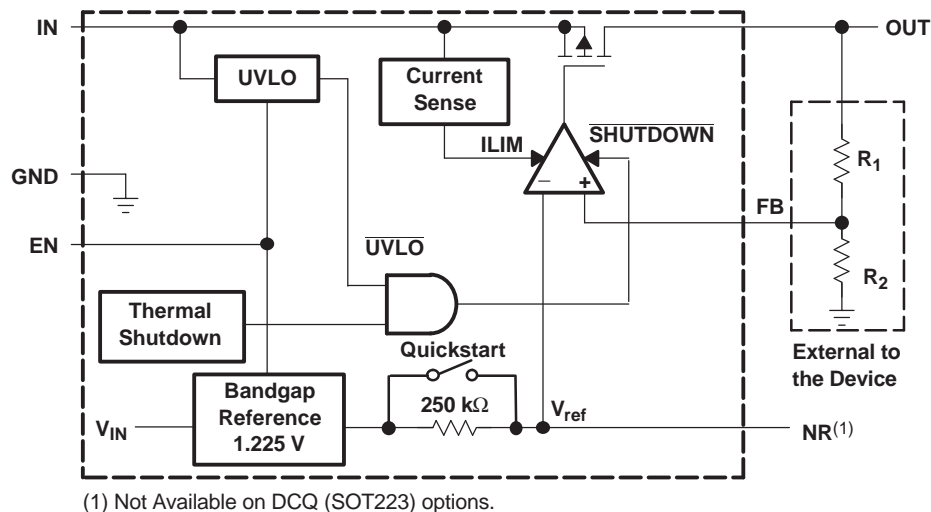 IN
OUT
UVLO
Current
Sense
SHUTDOWN
ILIM
R1
GND
− +
FB
EN
UVLO
R2
Thermal
Shutdown
Quickstart
External to
the Device
Bandgap
Reference
1.225 V
250 kΩ
Vref
VIN
NR(1)
(1) Not Available on DCQ (SOT223) options.